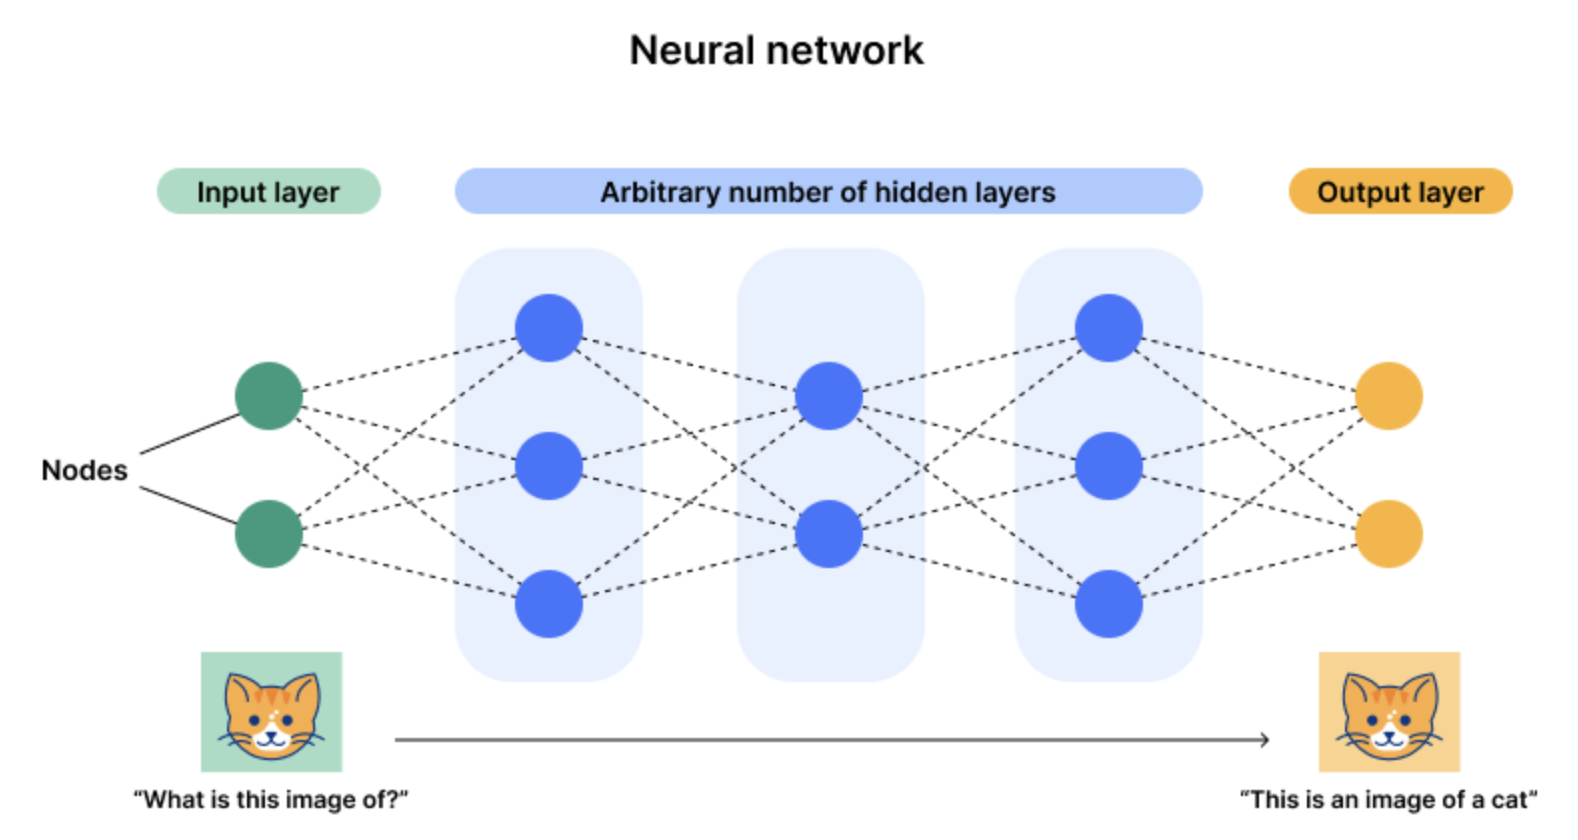 Neural network
Input layer
Arbitrary number of hidden layers
Output layer
Nodes
“What is this image of?”
“This is an image of a cat”